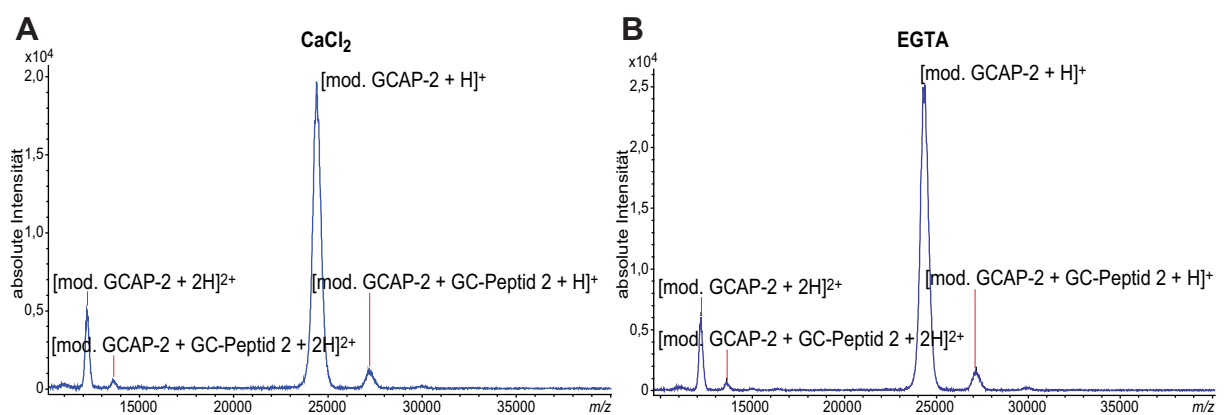 A
CaCl₂
x10⁴
[mod. GCAP-2 + H]⁺
2,0
absolute Intensität
1,5
1,0
[mod. GCAP-2 + 2H]²⁺
[mod. GCAP-2 + GC-Peptid 2 + H]⁺
0,5
[mod. GCAP-2 + GC-Peptid 2 + 2H]²⁺
0
15000 20000 25000 30000 35000 m/z
B
EGTA
x10⁴
[mod. GCAP-2 + H]⁺
2,5
2,0
absolute Intensität
1,5
1,0
[mod. GCAP-2 + 2H]²⁺
[mod. GCAP-2 + GC-Peptid 2 + H]⁺
0,5
[mod. GCAP-2 + GC-Peptid 2 + 2H]²⁺
0
15000 20000 25000 30000 35000 m/z